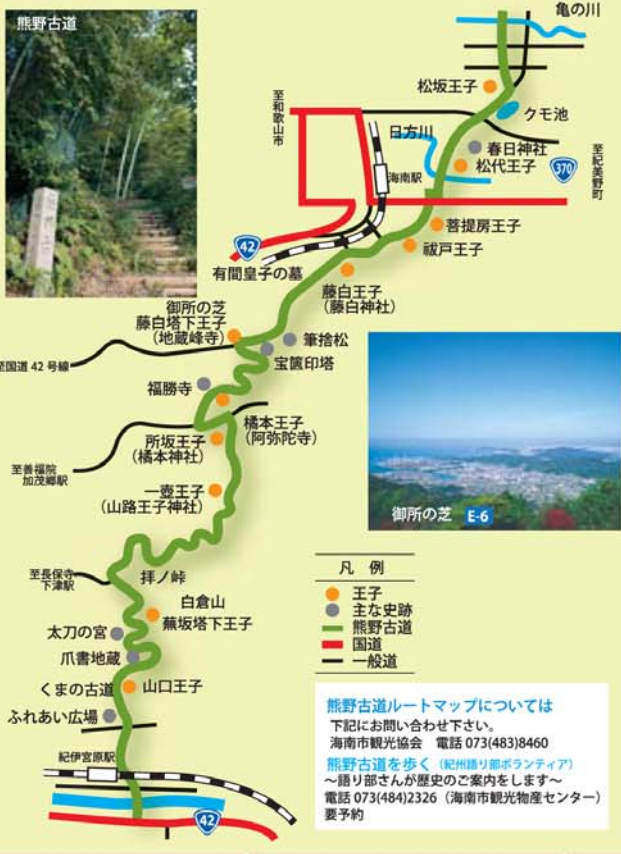 熊野古道
亀の川
松坂王子
クモ池
至和歌山市
日方川
春日神社
松代王子
370
至紀美野町
海南駅
菩提房王子
祓戸王子
42
有間皇子の墓
藤白王子
(藤白神社)
御所の芝
藤白塔下王子
(地蔵峰寺)
筆捨松
宝篋印塔
至国道42号線
福勝寺
橘本王子
(阿弥陀寺)
所坂王子
(橘本神社)
至善福院
加茂郷駅
一壺王子
(山路王子神社)
御所の芝 E-6
拝ノ峠
至長保寺
下津駅
白倉山
蕪坂塔下王子
太刀の宮
爪書地蔵
くまの古道
山口王子
ふれあい広場
紀伊宮原駅
42
凡 例
王子
主な史跡
熊野古道
国道
一般道
熊野古道ルートマップについては
下記にお問い合わせ下さい。
海南市観光協会 電話 073(483)8460
熊野古道を歩く(紀州語り部ボランティア)
~語り部さんが歴史のご案内をします~
電話 073(484)2326(海南市観光物産センター)
要予約